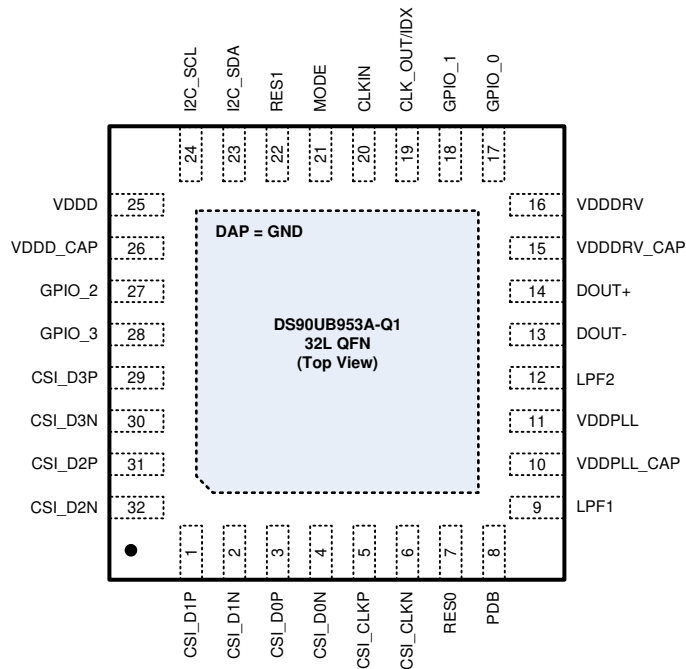 I2C_SCL
I2C_SDA
RES1
MODE
CLKIN
CLK_OUT/IDX
GPIO_1
GPIO_0
24
23
22
21
20
19
18
17
VDDD
25
16
VDDDRV
VDDD_CAP
26
15
VDDDRV_CAP
GPIO_2
27
14
DOUT+
GPIO_3
28
13
DOUT-
CSI_D3P
29
12
LPF2
CSI_D3N
30
11
VDDPLL
CSI_D2P
31
10
VDDPLL_CAP
CSI_D2N
32
9
LPF1
DAP = GND
DS90UB953A-Q1
32L QFN
(Top View)
1
2
3
4
5
6
7
8
CSI_D1P
CSI_D1N
CSI_D0P
CSI_D0N
CSI_CLKP
CSI_CLKN
RES0
PDB